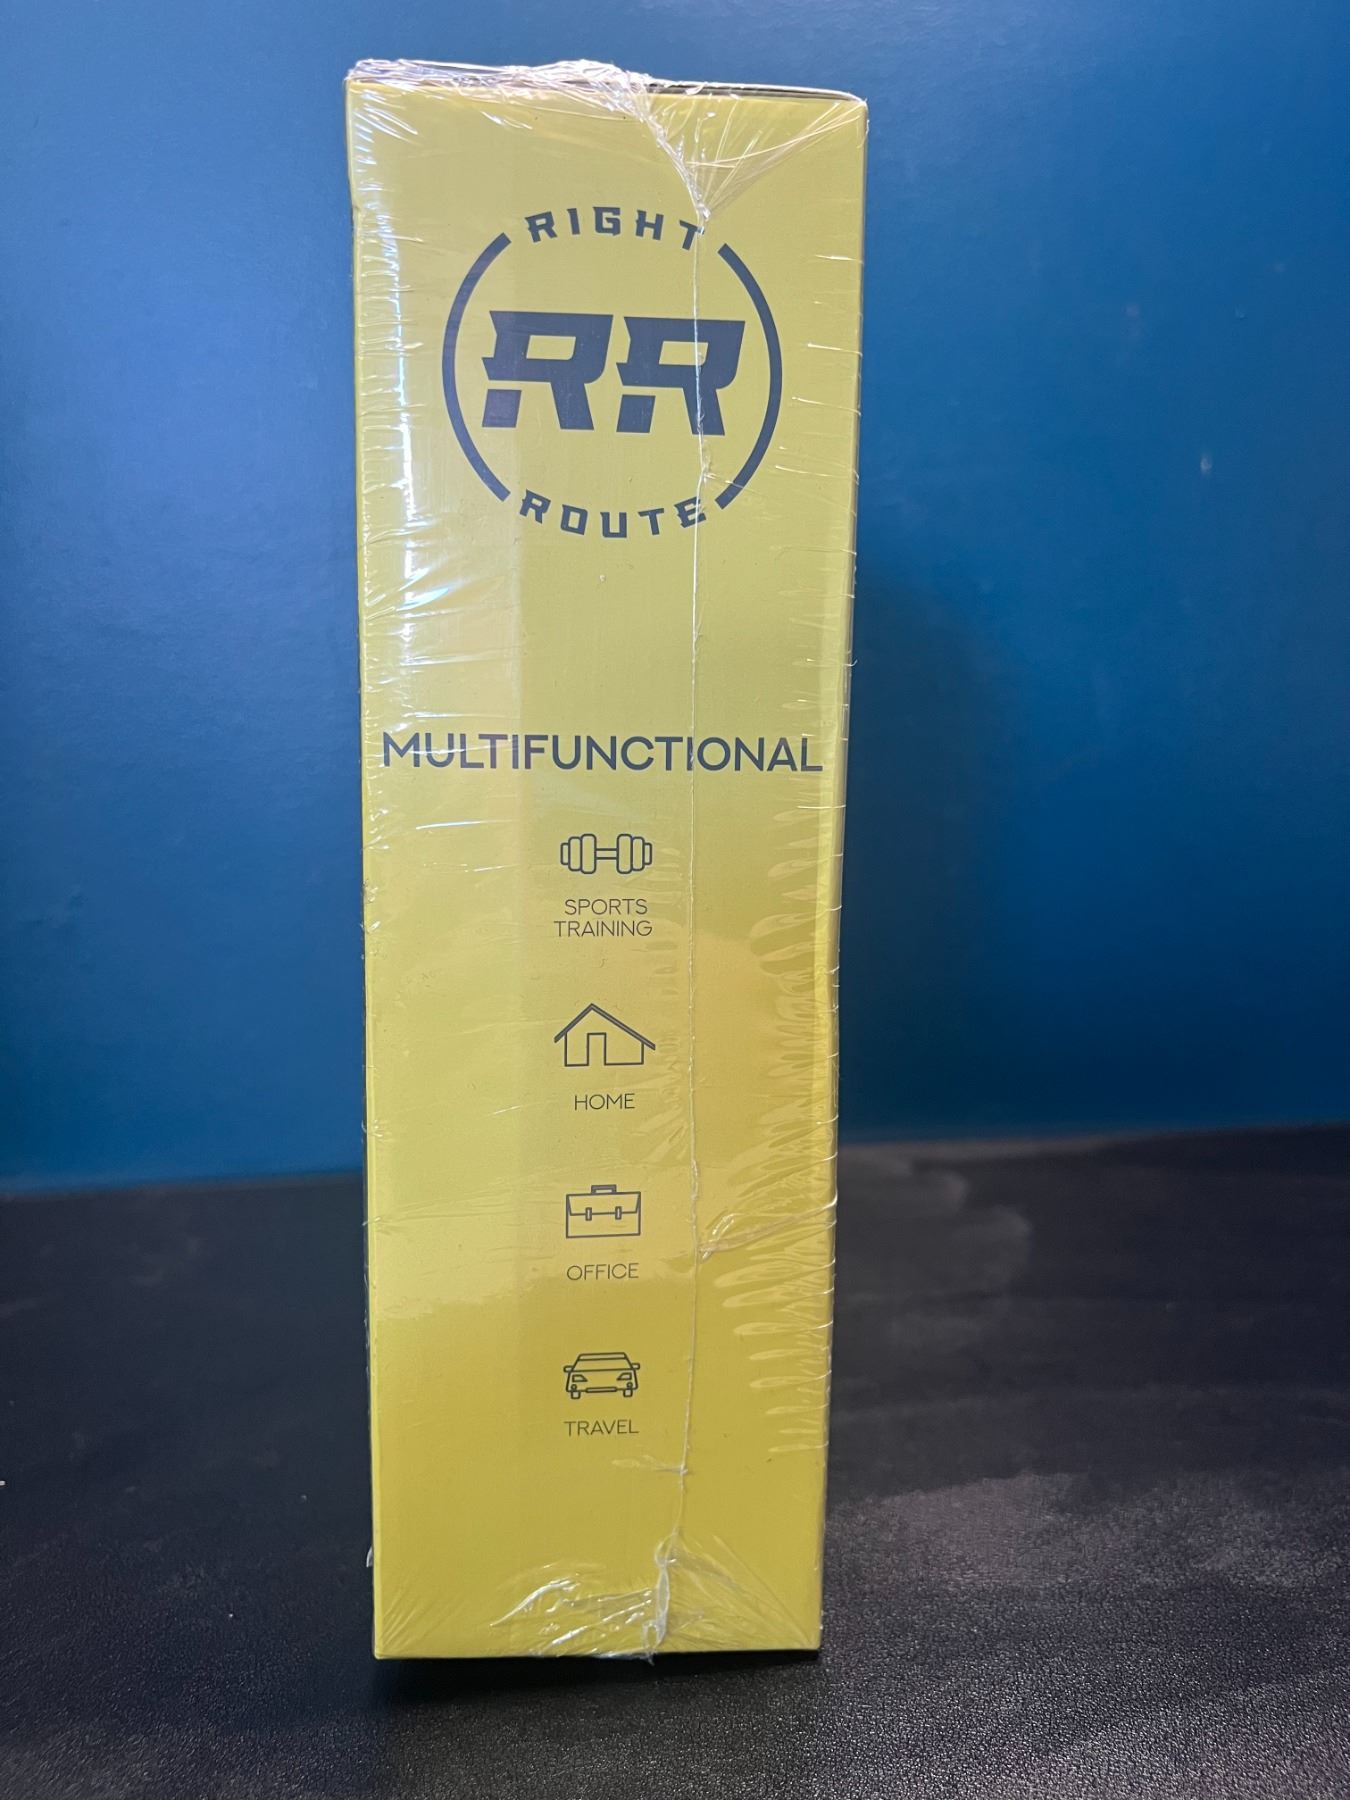 RIGHT
RR
ROUTE
MULTIFUNCTIONAL
SPORTS
TRAINING
HOME
OFFICE
TRAVEL